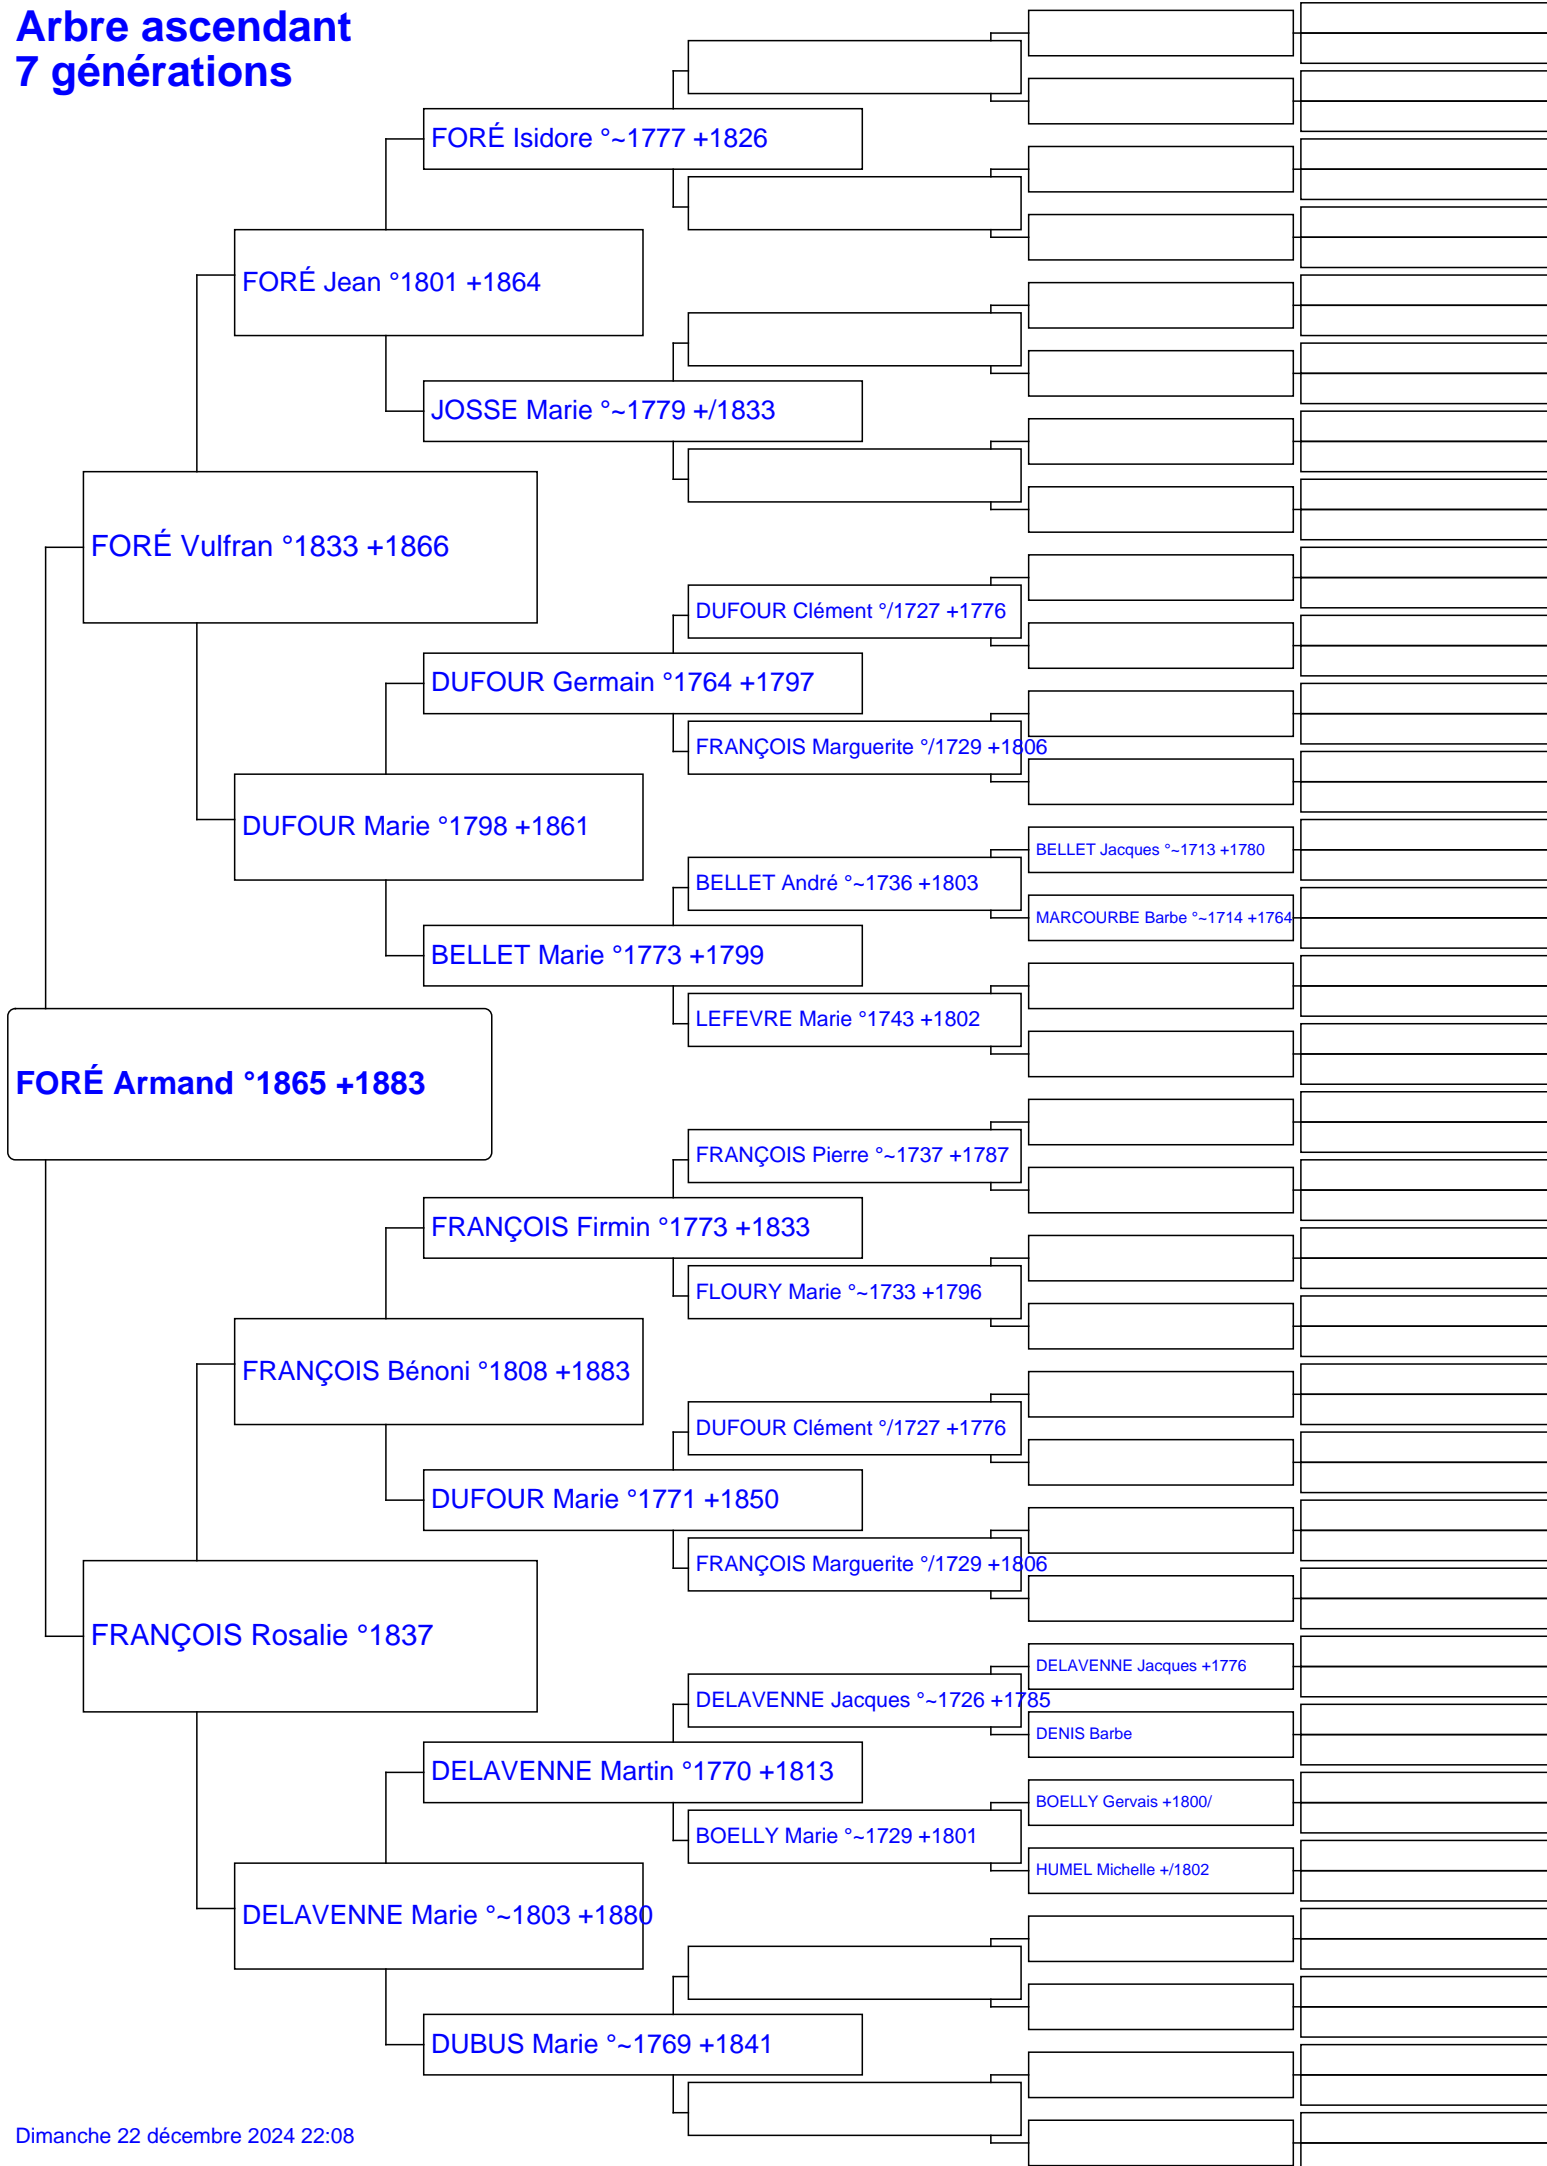 Arbre ascendant
7 générations
FORÉ Isidore °~1777 +1826
FORÉ Jean °1801 +1864
JOSSE Marie °~1779 +/1833
FORÉ Vulfran °1833 +1866
DUFOUR Clément °/1727 +1776
DUFOUR Germain °1764 +1797
FRANÇOIS Marguerite °/1729 +1806
DUFOUR Marie °1798 +1861
BELLET Jacques °~1713 +1780
BELLET André °~1736 +1803
MARCOURBE Barbe °~1714 +1764
BELLET Marie °1773 +1799
LEFEVRE Marie °1743 +1802
FORÉ Armand °1865 +1883
FRANÇOIS Pierre °~1737 +1787
FRANÇOIS Firmin °1773 +1833
FLOURY Marie °~1733 +1796
FRANÇOIS Bénoni °1808 +1883
DUFOUR Clément °/1727 +1776
DUFOUR Marie °1771 +1850
FRANÇOIS Marguerite °/1729 +1806
FRANÇOIS Rosalie °1837
DELAVENNE Jacques +1776
DELAVENNE Jacques °~1726 +1785
DENIS Barbe
DELAVENNE Martin °1770 +1813
BOELLY Gervais +1800/
BOELLY Marie °~1729 +1801
HUMEL Michelle +/1802
DELAVENNE Marie °~1803 +1880
DUBUS Marie °~1769 +1841
Dimanche 22 décembre 2024 22:08